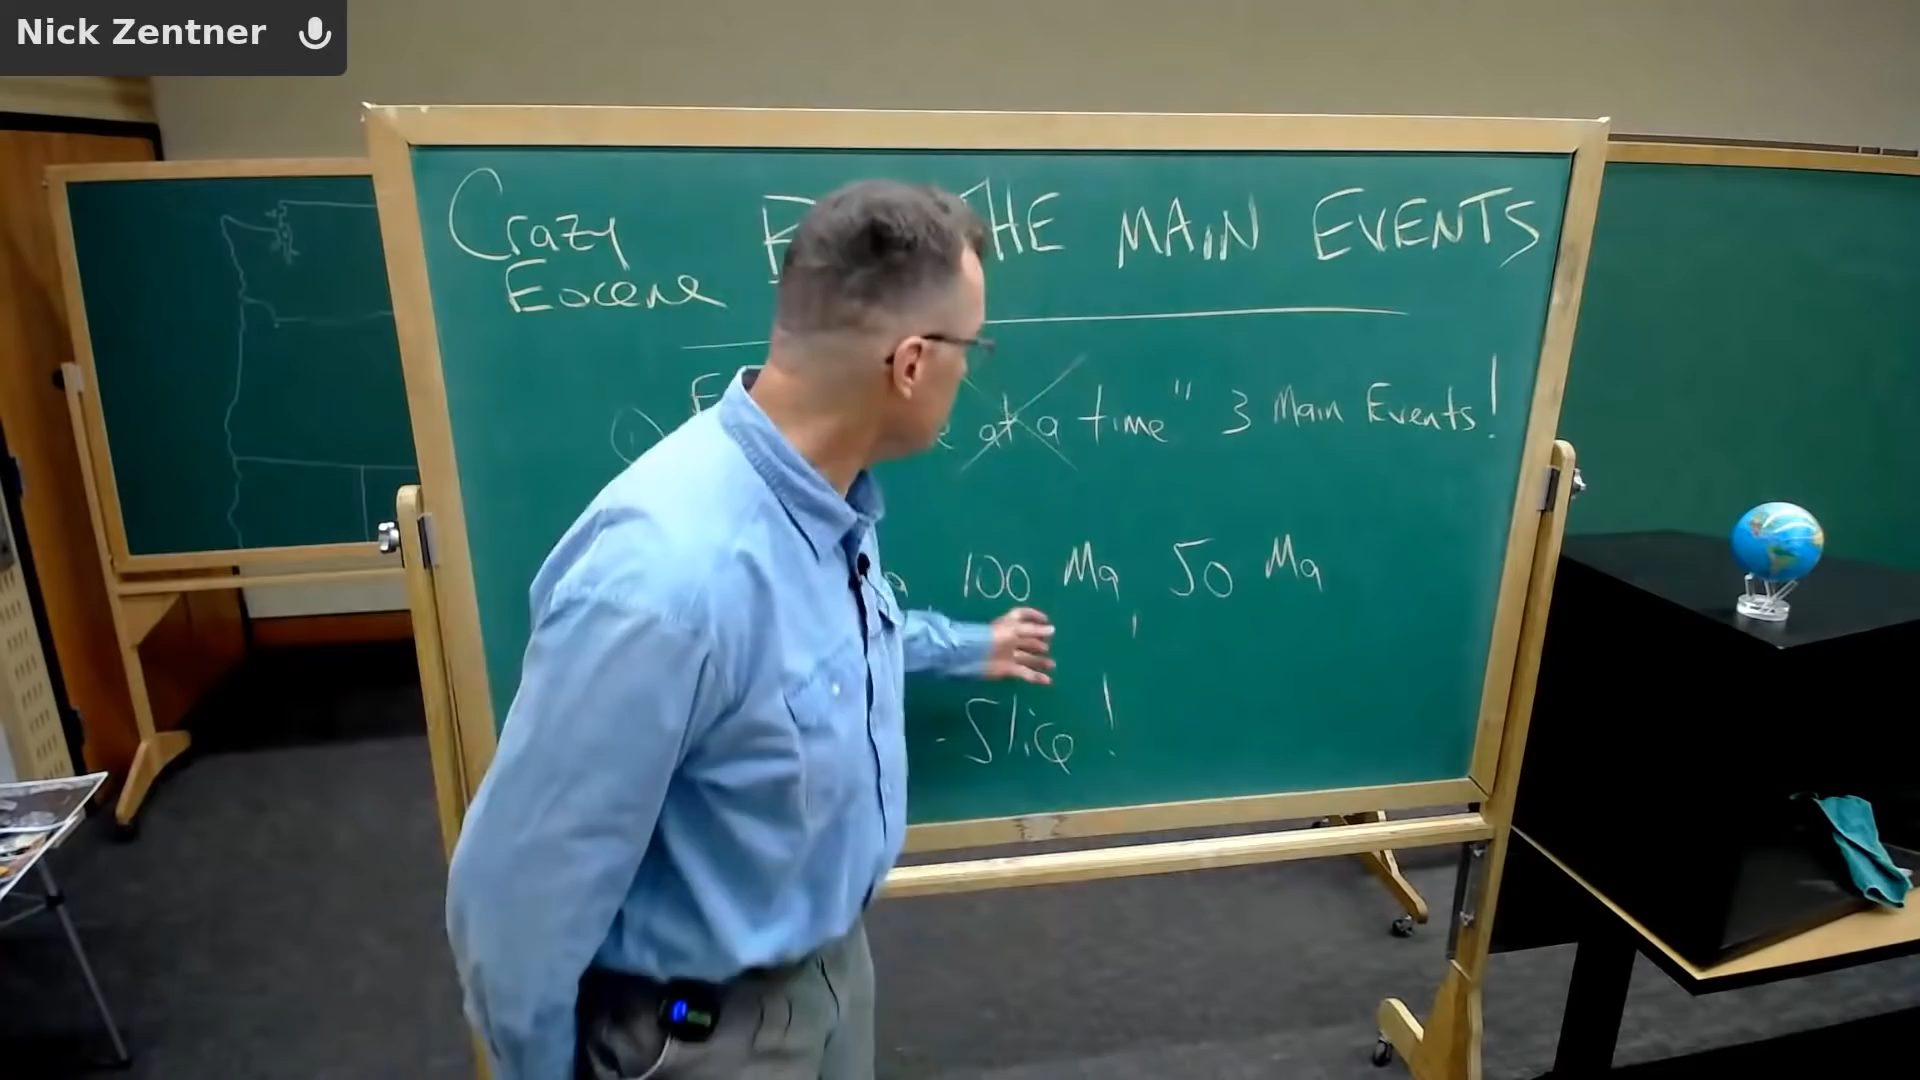 Nick Zentner
Crazy THE MAIN EVENTS
Eocene
at a time" 3 Main Events!
100 Ma, 50 Ma
- Slice!